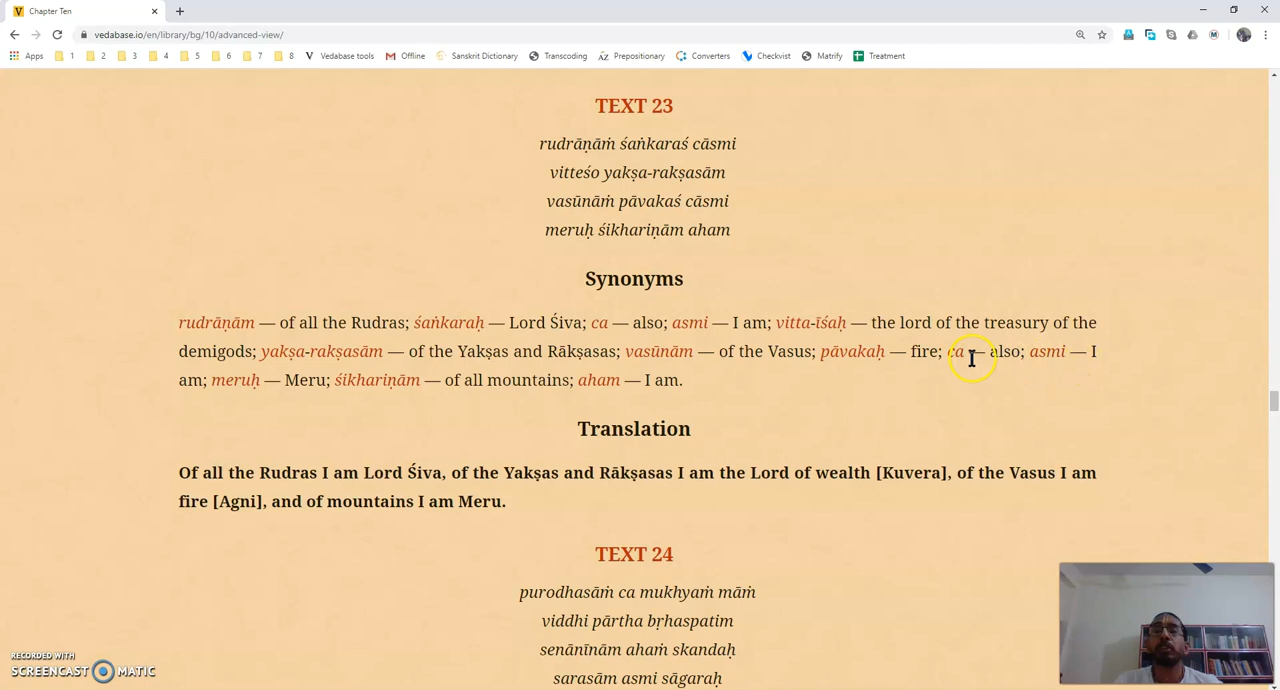 Chapter Ten
vedabase.io/en/library/bg/10/advanced-view/
Apps 1 2 3 4 5 6 7 8 Vedabase tools Offline Sanskrit Dictionary Transcoding Prepositionary Converters Checkvist Matrify Treatment
TEXT 23
rudrāṇāṁ śaṅkaraś cāsmi
vitteśo yakṣa-rakṣasām
vasūnāṁ pāvakaś cāsmi
meruḥ śikhariṇām aham
Synonyms
rudrāṇām — of all the Rudras; śaṅkaraḥ — Lord Śiva; ca — also; asmi — I am; vitta-īśaḥ — the lord of the treasury of the
demigods; yakṣa-rakṣasām — of the Yakṣas and Rākṣasas; vasūnām — of the Vasus; pāvakaḥ — fire; ca — also; asmi — I
am; meruḥ — Meru; śikhariṇām — of all mountains; aham — I am.
Translation
Of all the Rudras I am Lord Śiva, of the Yakṣas and Rākṣasas I am the Lord of wealth [Kuvera], of the Vasus I am
fire [Agni], and of mountains I am Meru.
TEXT 24
purodhasāṁ ca mukhyaṁ māṁ
viddhi pārtha bṛhaspatim
senānīnām ahaṁ skandaḥ
sarasām asmi sāgaraḥ
RECORDED WITH
SCREENCAST MATIC